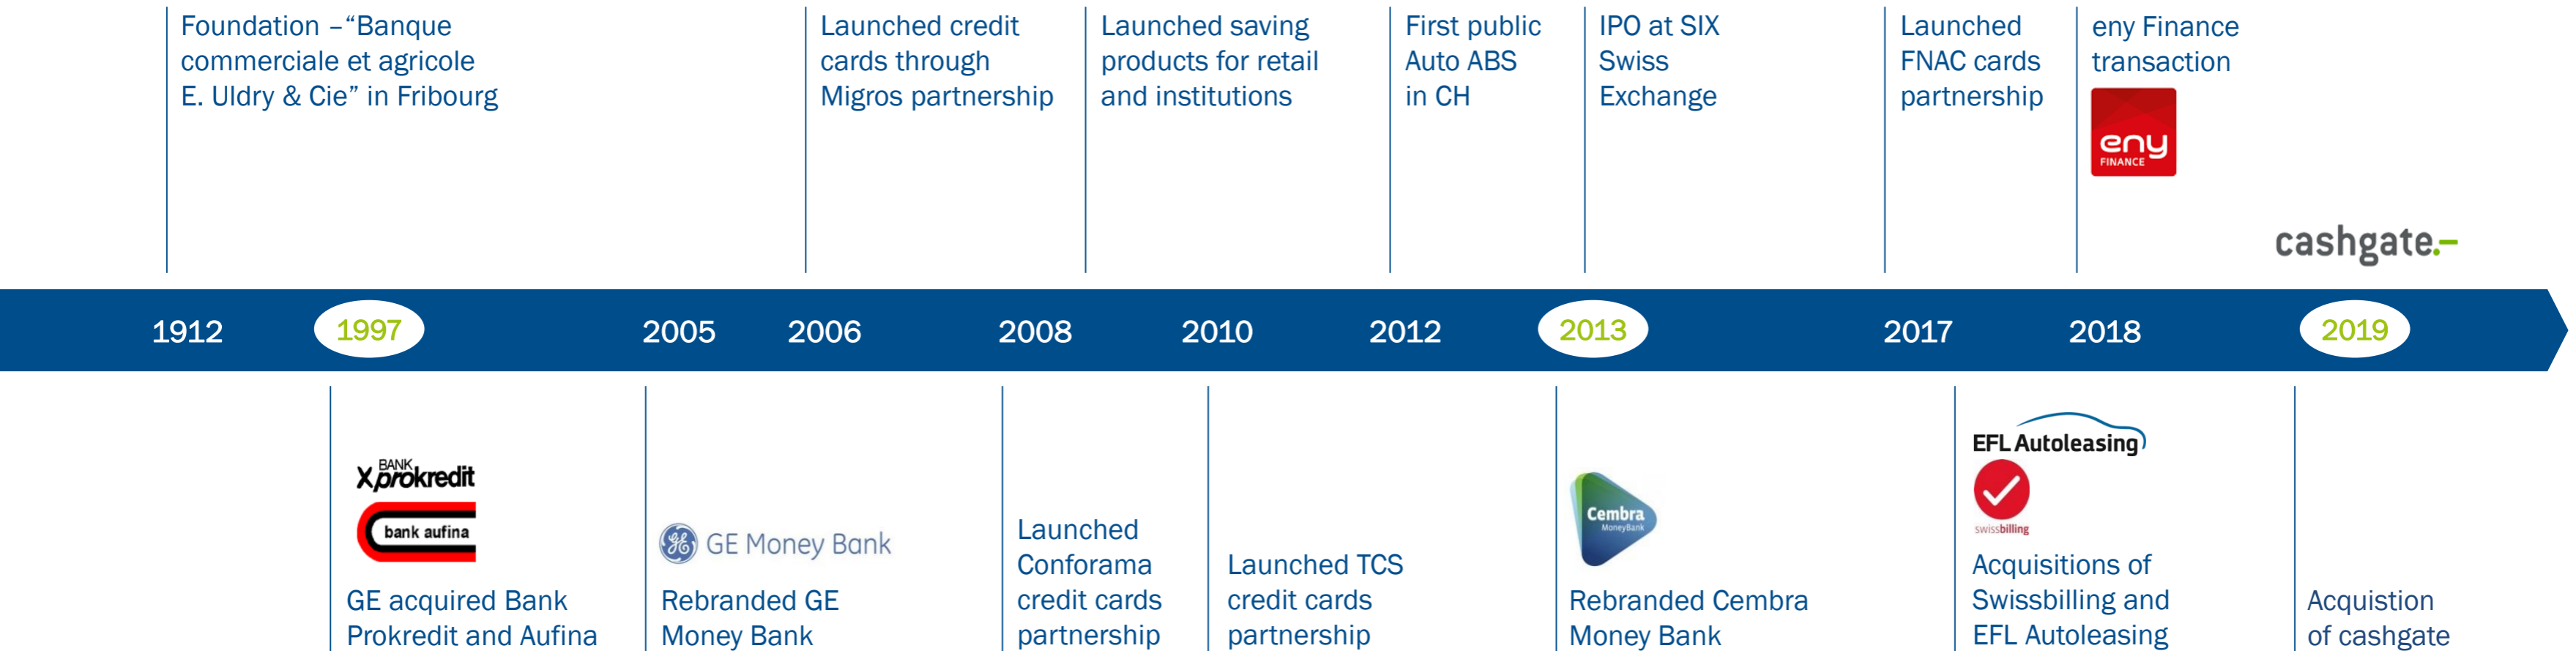 Foundation –“Banque
commerciale et agricole
E. Uldry & Cie” in Fribourg
Launched credit
cards through
Migros partnership
Launched saving
products for retail
and institutions
First public
Auto ABS
in CH
IPO at SIX
Swiss
Exchange
Launched
FNAC cards
partnership
eny Finance
transaction
eny
FINANCE
cashgate.–
1912
1997
2005
2006
2008
2010
2012
2013
2017
2018
2019
BANK
Xprokredit
bank aufina
GE acquired Bank
Prokredit and Aufina
GE Money Bank
Rebranded GE
Money Bank
Launched
Conforama
credit cards
partnership
Launched TCS
credit cards
partnership
Cembra
MoneyBank
Rebranded Cembra
Money Bank
EFL Autoleasing
swissbilling
Acquisitions of
Swissbilling and
EFL Autoleasing
Acquistion
of cashgate